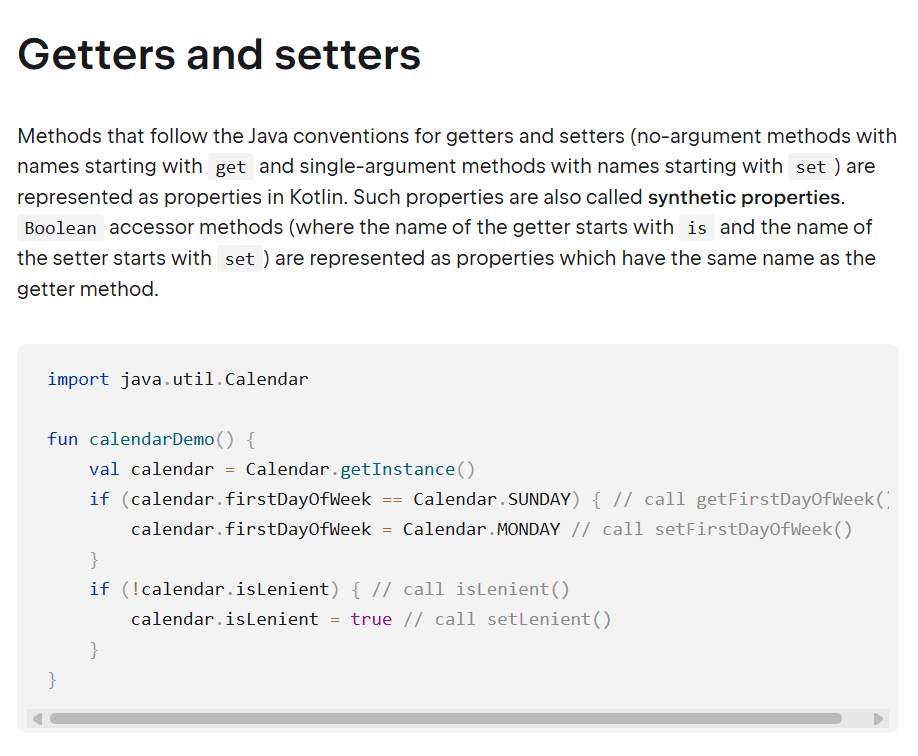 Getters and setters
Methods that follow the Java conventions for getters and setters (no-argument methods with
names starting with get and single-argument methods with names starting with set ) are
represented as properties in Kotlin. Such properties are also called synthetic properties.
Boolean accessor methods (where the name of the getter starts with is and the name of
the setter starts with set ) are represented as properties which have the same name as the
getter method.
import java.util.Calendar
fun calendarDemo() {
    val calendar = Calendar.getInstance()
    if (calendar.firstDayOfWeek == Calendar.SUNDAY) { // call getFirstDayOfWeek()
        calendar.firstDayOfWeek = Calendar.MONDAY // call setFirstDayOfWeek()
    }
    if (!calendar.isLenient) { // call isLenient()
        calendar.isLenient = true // call setLenient()
    }
}